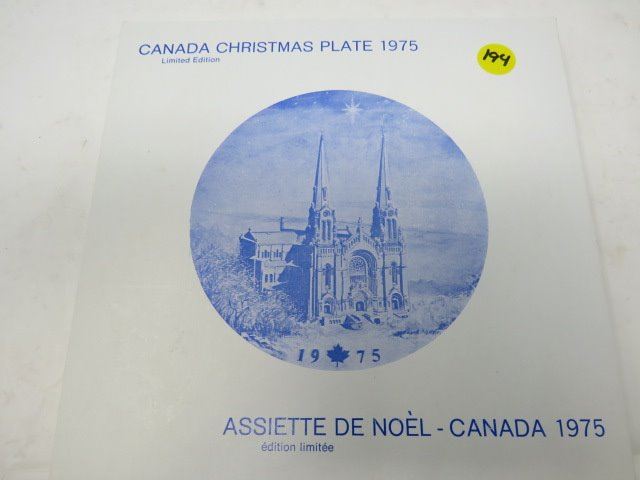 CANADA CHRISTMAS PLATE 1975
Limited Edition
194
19 75
ASSIETTE DE NOÈL - CANADA 1975
édition limitée